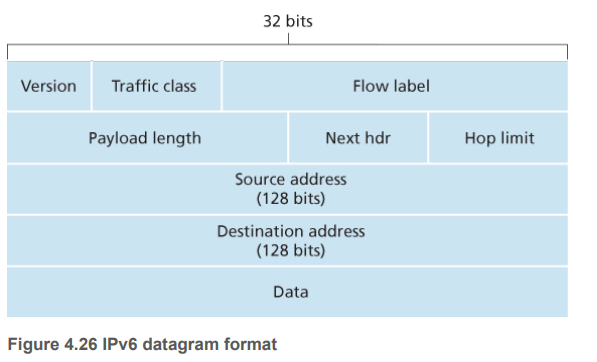 32 bits
Version Traffic class Flow label
Payload length Next hdr Hop limit
Source address
(128 bits)
Destination address
(128 bits)
Data
Figure 4.26 IPv6 datagram format